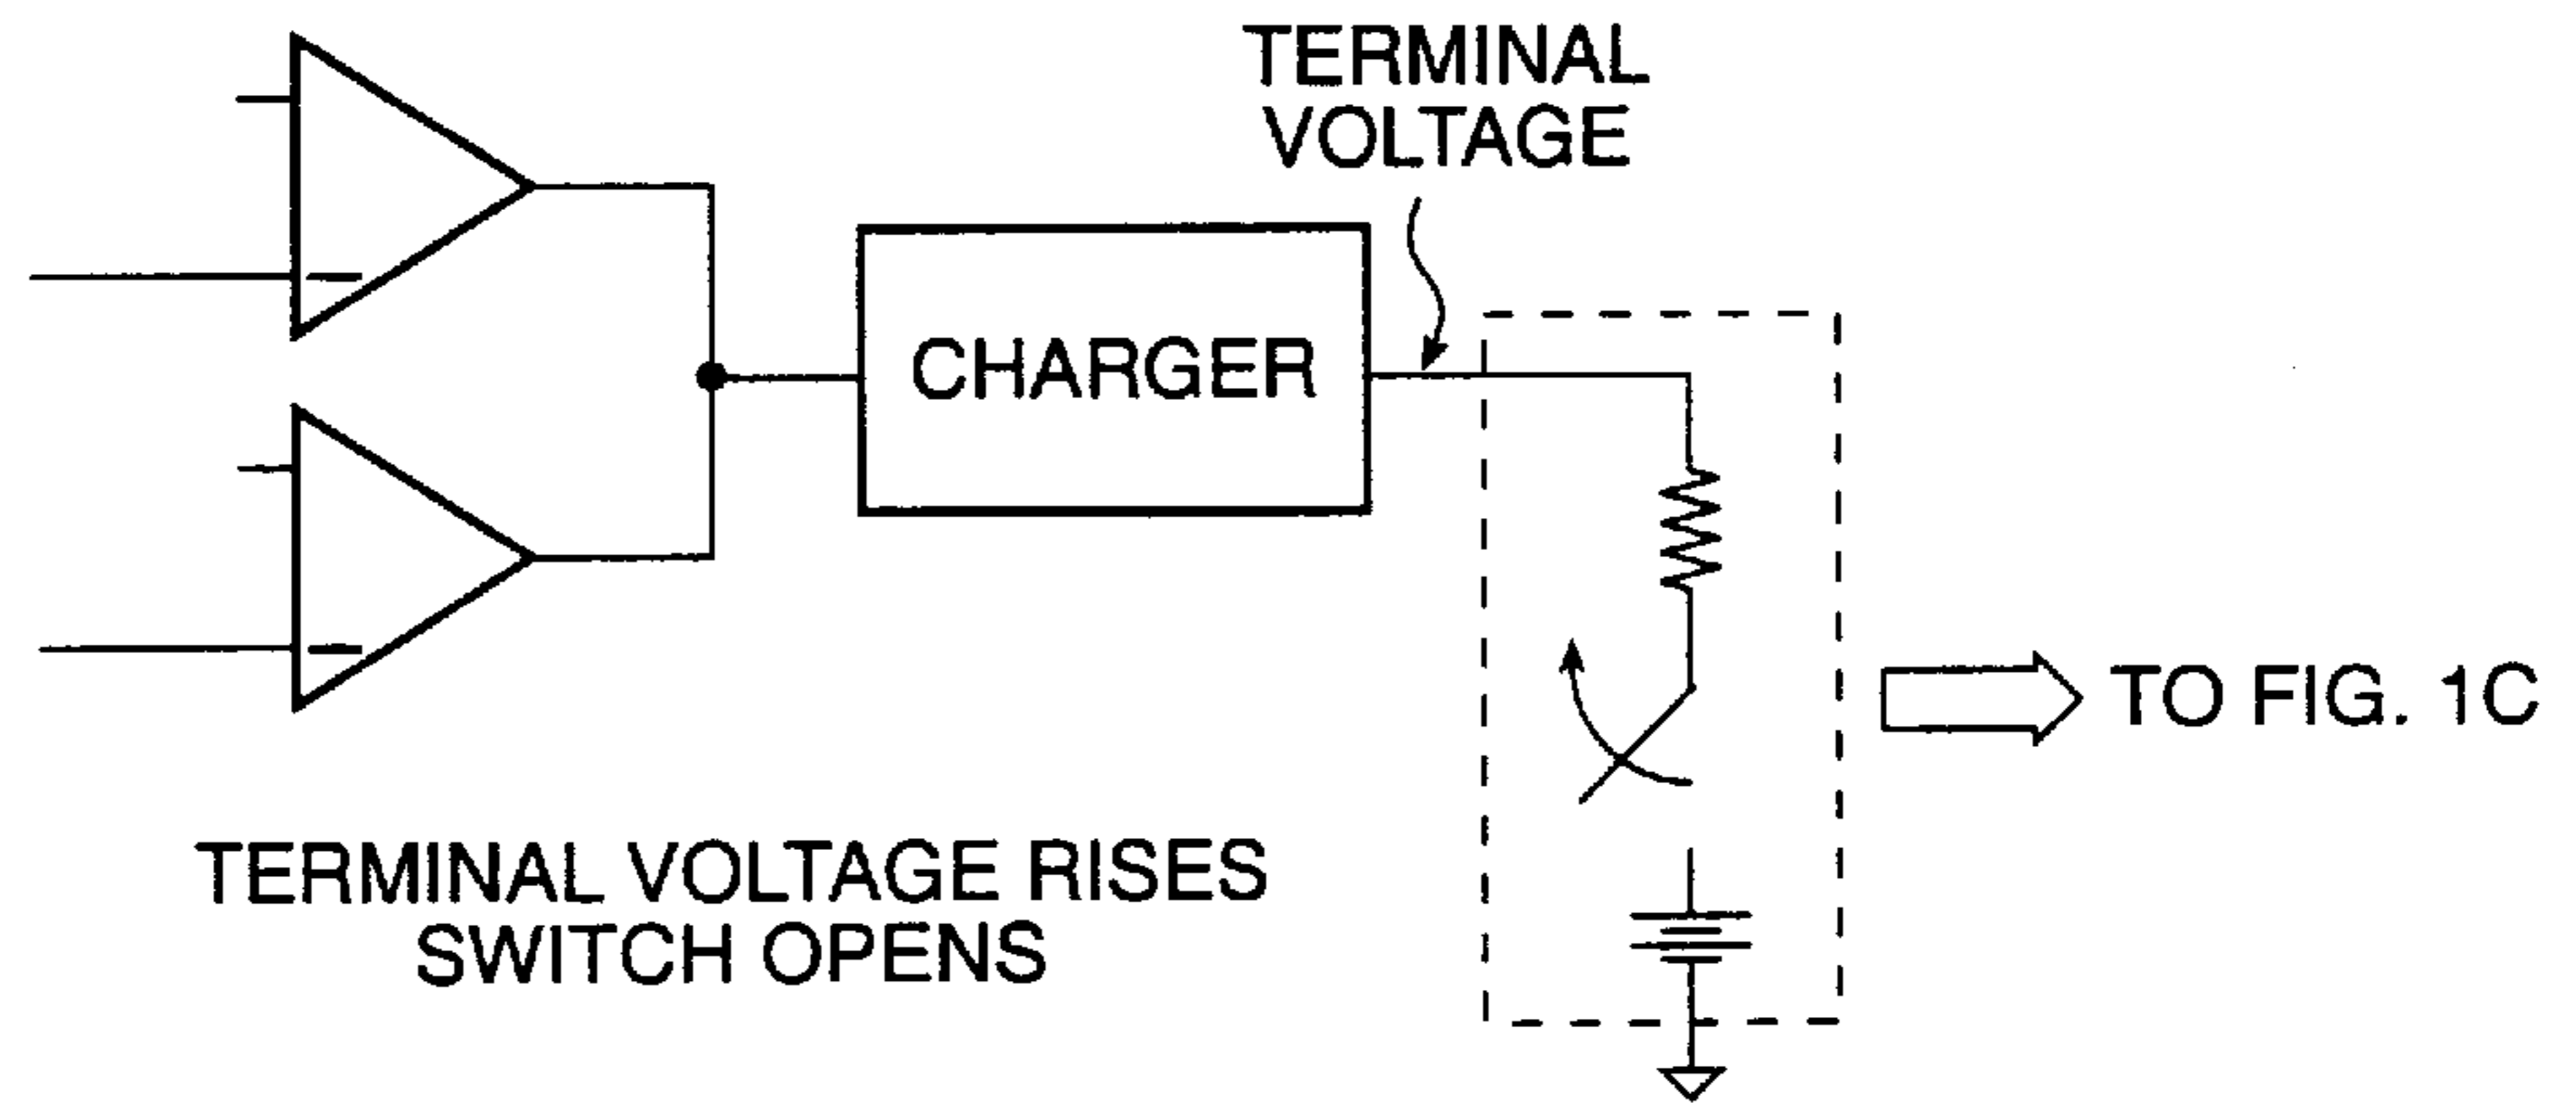 TERMINAL
VOLTAGE
CHARGER
TO FIG. 1C
TERMINAL VOLTAGE RISES
SWITCH OPENS